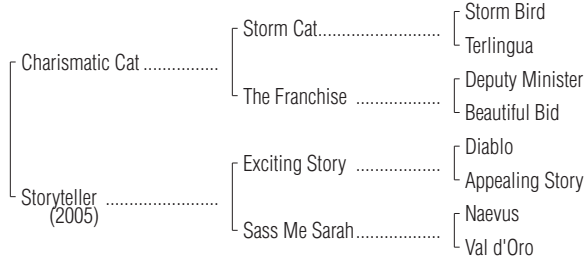 Storm Bird
Storm Cat....................
Terlingua
Charismatic Cat ...............
Deputy Minister
The Franchise .................
Beautiful Bid
Diablo
Exciting Story ................
Appealing Story
Storyteller ....................
(2005)
Naevus
Sass Me Sarah.................
Val d'Oro